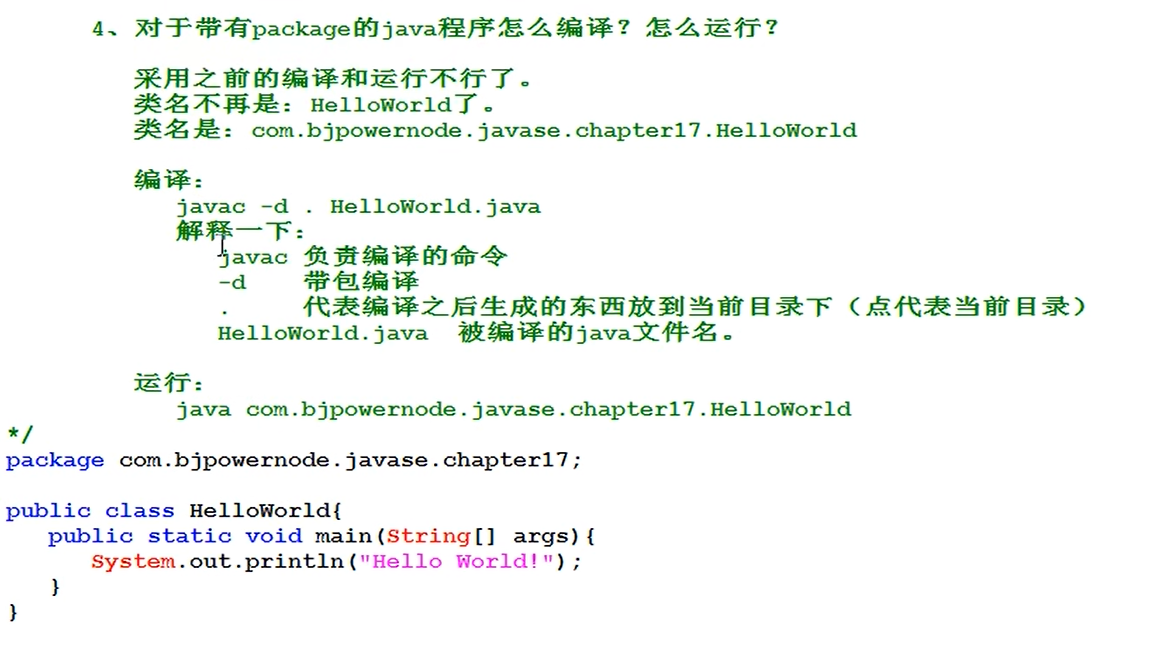 4、对于带有package的java程序怎么编译？怎么运行？
采用之前的编译和运行不行了。
类名不再是：HelloWorld了。
类名是：com.bjpowernode.javase.chapter17.HelloWorld
编译：
javac -d . HelloWorld.java
解释一下：
javac 负责编译的命令
-d 带包编译
. 代表编译之后生成的东西放到当前目录下（点代表当前目录）
HelloWorld.java 被编译的java文件名。
运行：
java com.bjpowernode.javase.chapter17.HelloWorld
*/
package com.bjpowernode.javase.chapter17;
public class HelloWorld{
public static void main(String[] args){
System.out.println("Hello World!");
}
}